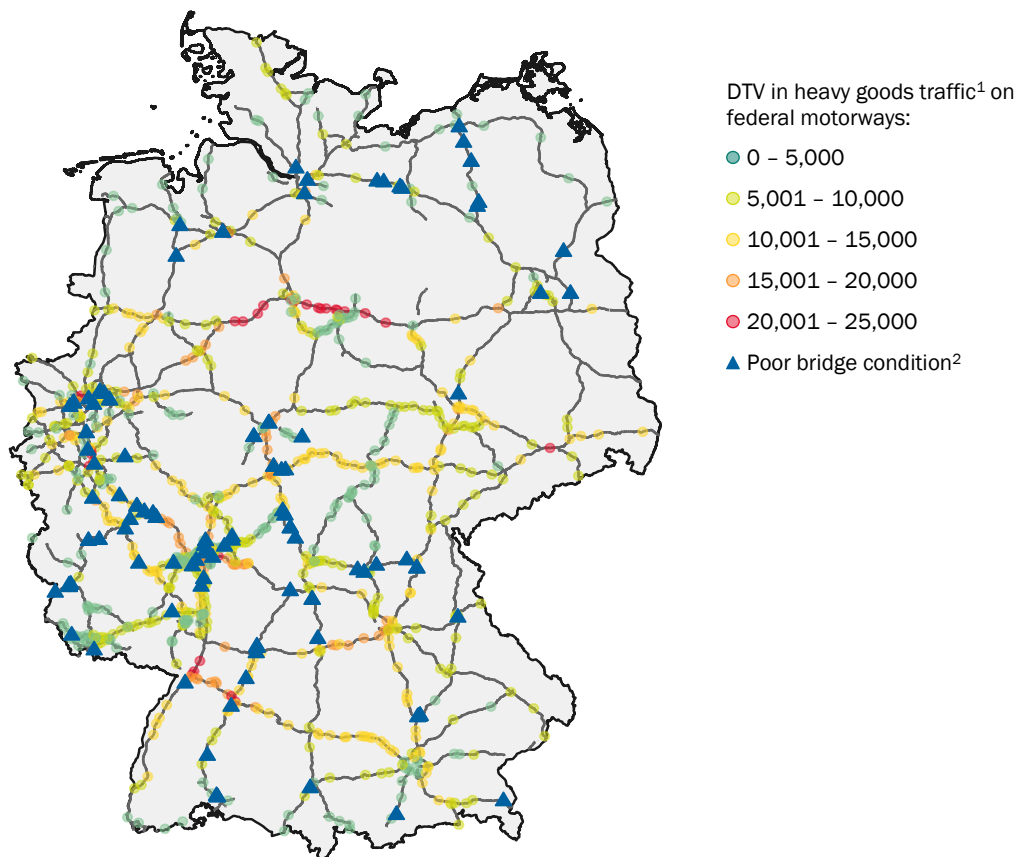 DTV in heavy goods traffic¹ on
federal motorways:
0 – 5,000
5,001 – 10,000
10,001 – 15,000
15,001 – 20,000
20,001 – 25,000
Poor bridge condition²